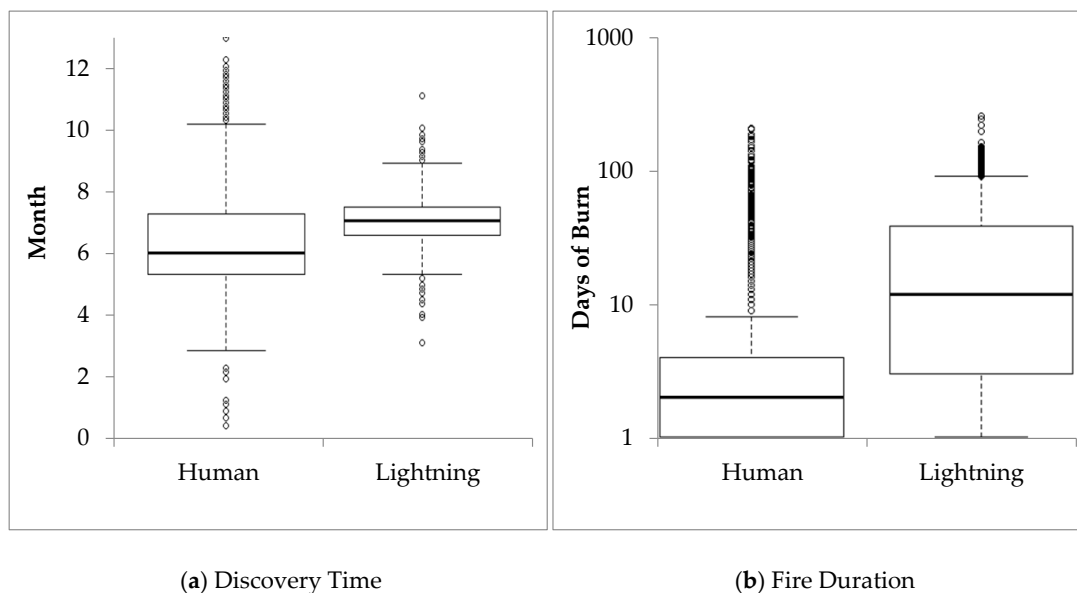 12
10
8
6
4
2
0
Month
Human
Lightning
(a) Discovery Time
1000
100
10
1
Days of Burn
Human
Lightning
(b) Fire Duration